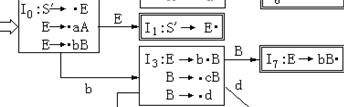 I₀:S′→·E
E→·aA
E→·bB
E
I₁:S′→E·
b
I₃:E→b·B
B→·cB
B→·d
B
I₇:E→bB·
d